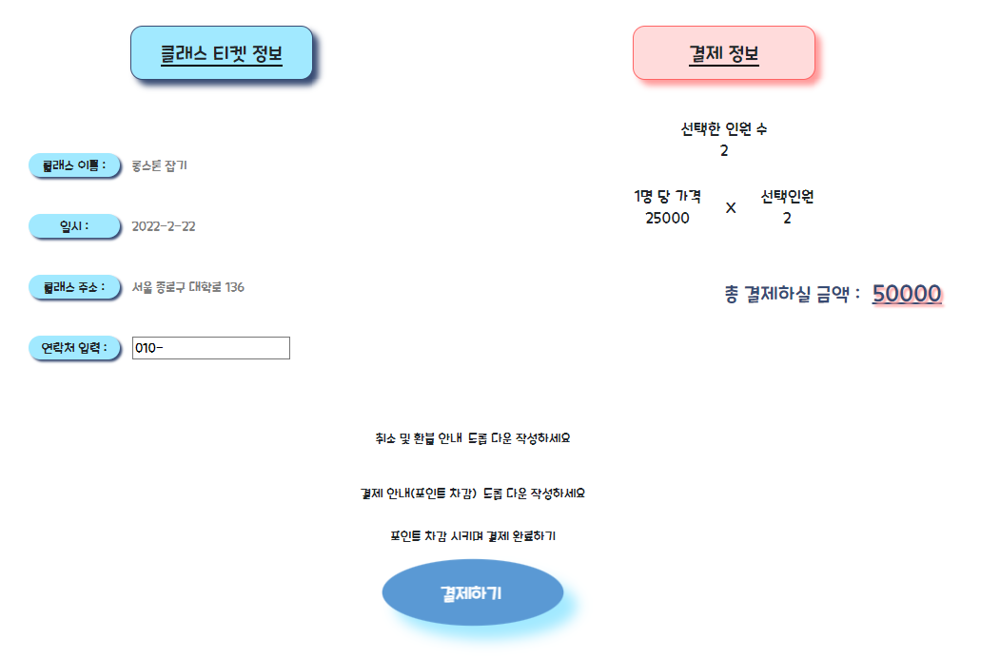 클래스 티켓 정보
클래스 이름 :
홍스톤 잡기
일시 :
2022-2-22
클래스 주소 :
서울 종로구 대학로 136
연락처 입력 :
010-
결제 정보
선택한 인원 수
2
1명 당 가격
25000
X
선택인원
2
총 결제하실 금액 : 50000
취소 및 환불 안내 드롭 다운 작성하세요
결제 안내(포인트 차감) 드롭 다운 작성하세요
포인트 차감 시키며 결제 완료하기
결제하기